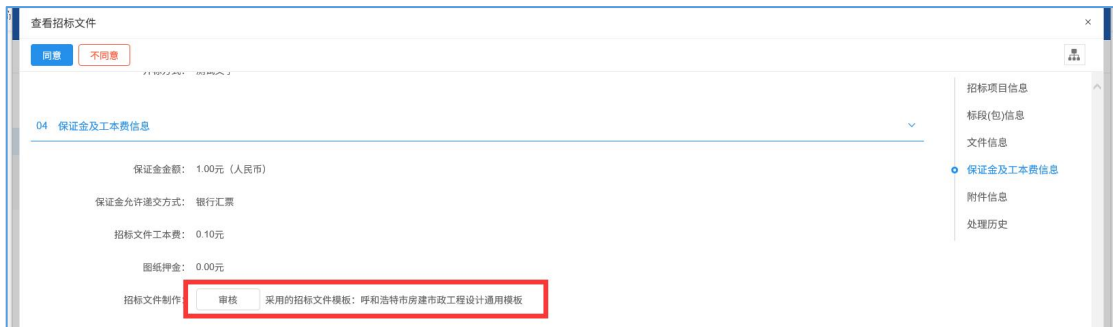 查看招标文件
×
同意 不同意
招标项目信息
标段(包)信息
文件信息
保证金及工本费信息
附件信息
处理历史
04 保证金及工本费信息
保证金金额: 1.00元 (人民币)
保证金允许递交方式: 银行汇票
招标文件工本费: 0.10元
图纸押金: 0.00元
招标文件制作: 审核 采用的招标文件模板: 呼和浩特市房建市政工程设计通用模板